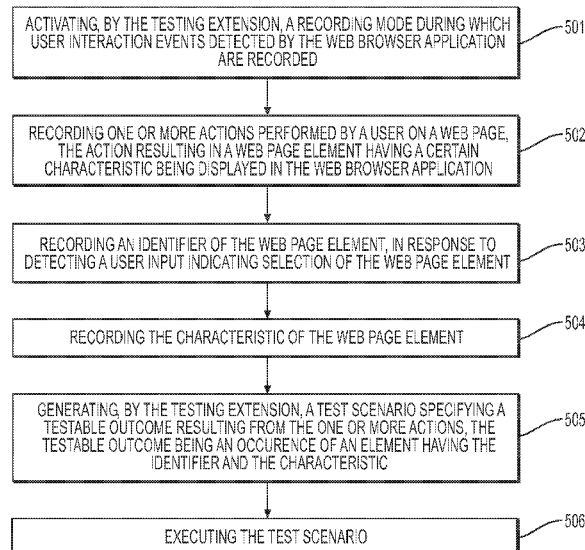 ACTIVATING, BY THE TESTING EXTENSION, A RECORDING MODE DURING WHICH
USER INTERACTION EVENTS DETECTED BY THE WEB BROWSER APPLICATION
ARE RECORDED
501
RECORDING ONE OR MORE ACTIONS PERFORMED BY A USER ON A WEB PAGE,
THE ACTION RESULTING IN A WEB PAGE ELEMENT HAVING A CERTAIN
CHARACTERISTIC BEING DISPLAYED IN THE WEB BROWSER APPLICATION
502
RECORDING AN IDENTIFIER OF THE WEB PAGE ELEMENT, IN RESPONSE TO
DETECTING A USER INPUT INDICATING SELECTION OF THE WEB PAGE ELEMENT
503
RECORDING THE CHARACTERISTIC OF THE WEB PAGE ELEMENT
504
GENERATING, BY THE TESTING EXTENSION, A TEST SCENARIO SPECIFYING A
TESTABLE OUTCOME RESULTING FROM THE ONE OR MORE ACTIONS, THE
TESTABLE OUTCOME BEING AN OCCURENCE OF AN ELEMENT HAVING THE
IDENTIFIER AND THE CHARACTERISTIC
505
EXECUTING THE TEST SCENARIO
506